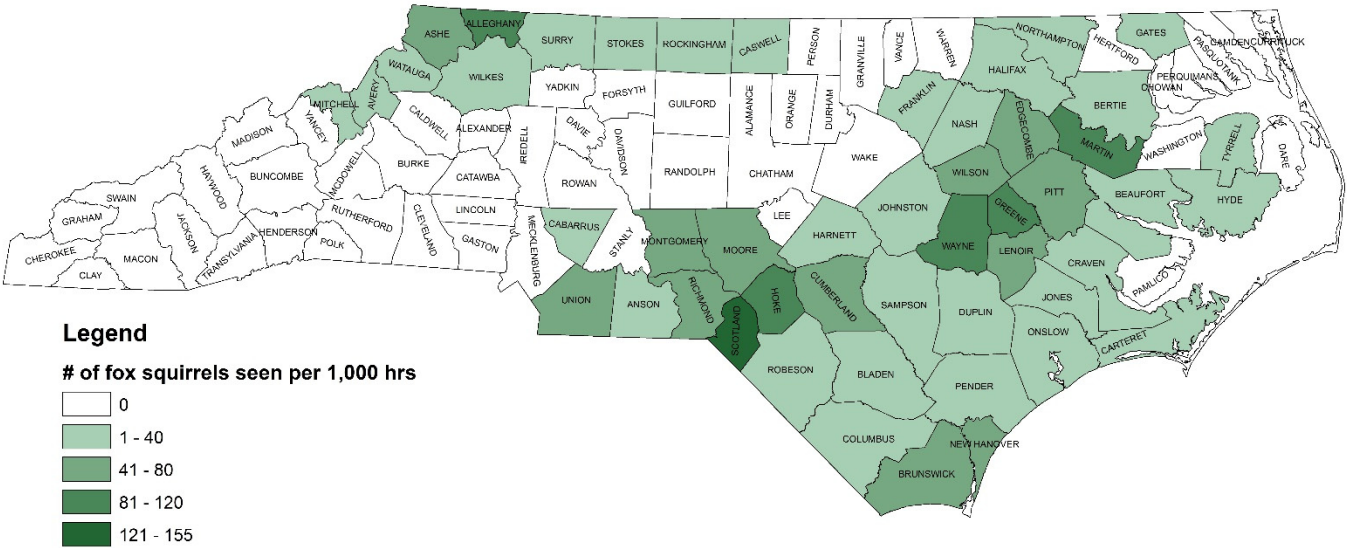 ALLEGHANY
ASHE
SURRY
STOKES
ROCKINGHAM
CASWELL
PERSON
GRANVILLE
VANCE
WARREN
NORTHAMPTON
HERTFORD
GATES
CAMDEN
CURRITUCK
PASQUOTANK
PERQUIMANS
CHOWAN
HALIFAX
BERTIE
WATAUGA
WILKES
YADKIN
FORSYTH
GUILFORD
ALAMANCE
ORANGE
DURHAM
FRANKLIN
NASH
EDGECOMBE
MARTIN
WASHINGTON
TYRRELL
DARE
MITCHELL
AVERY
YANCEY
CALDWELL
ALEXANDER
IREDELL
DAVIE
DAVIDSON
MADISON
HAYWOOD
BUNCOMBE
MCDOWELL
BURKE
CATAWBA
ROWAN
RANDOLPH
CHATHAM
WAKE
WILSON
PITT
BEAUFORT
HYDE
SWAIN
GRAHAM
CHEROKEE
CLAY
MACON
JACKSON
TRANSYLVANIA
HENDERSON
RUTHERFORD
POLK
CLEVELAND
LINCOLN
GASTON
MECKLENBURG
CABARRUS
STANLY
MONTGOMERY
MOORE
LEE
HARNETT
JOHNSTON
WAYNE
GREENE
LENOIR
CRAVEN
PAMLICO
UNION
ANSON
RICHMOND
SCOTLAND
HOKE
CUMBERLAND
SAMPSON
DUPLIN
JONES
ONSLOW
CARTERET
ROBESON
BLADEN
PENDER
COLUMBUS
BRUNSWICK
NEW HANOVER
Legend
# of fox squirrels seen per 1,000 hrs
0
1 - 40
41 - 80
81 - 120
121 - 155